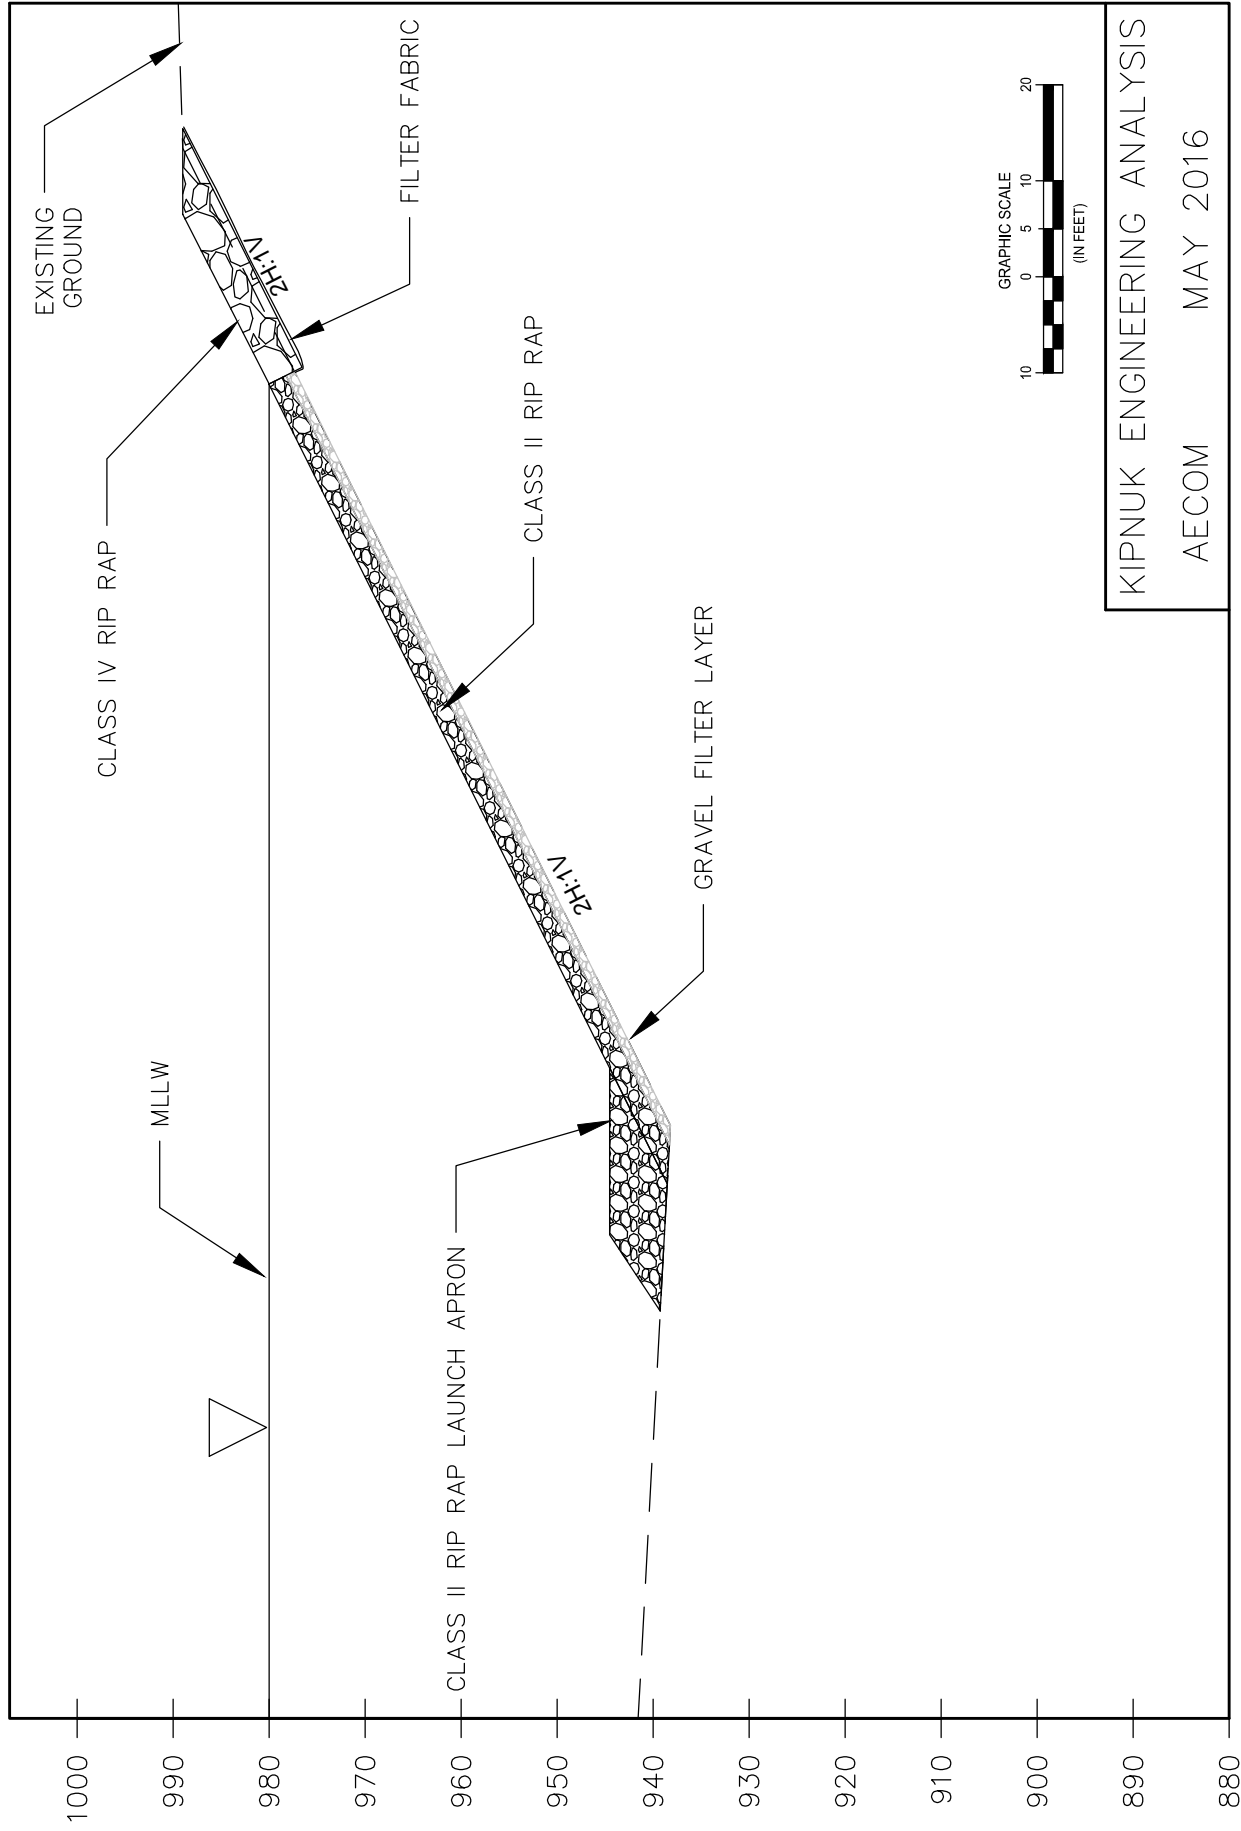 1000
990
980
970
960
950
940
930
920
910
900
890
880
MLLW
CLASS IV RIP RAP
EXISTING
GROUND
FILTER FABRIC
2H:1V
CLASS II RIP RAP
2H:1V
GRAVEL FILTER LAYER
CLASS II RIP RAP LAUNCH APRON
GRAPHIC SCALE
10 0 5 10 20
(IN FEET)
KIPNUK ENGINEERING ANALYSIS
AECOM MAY 2016